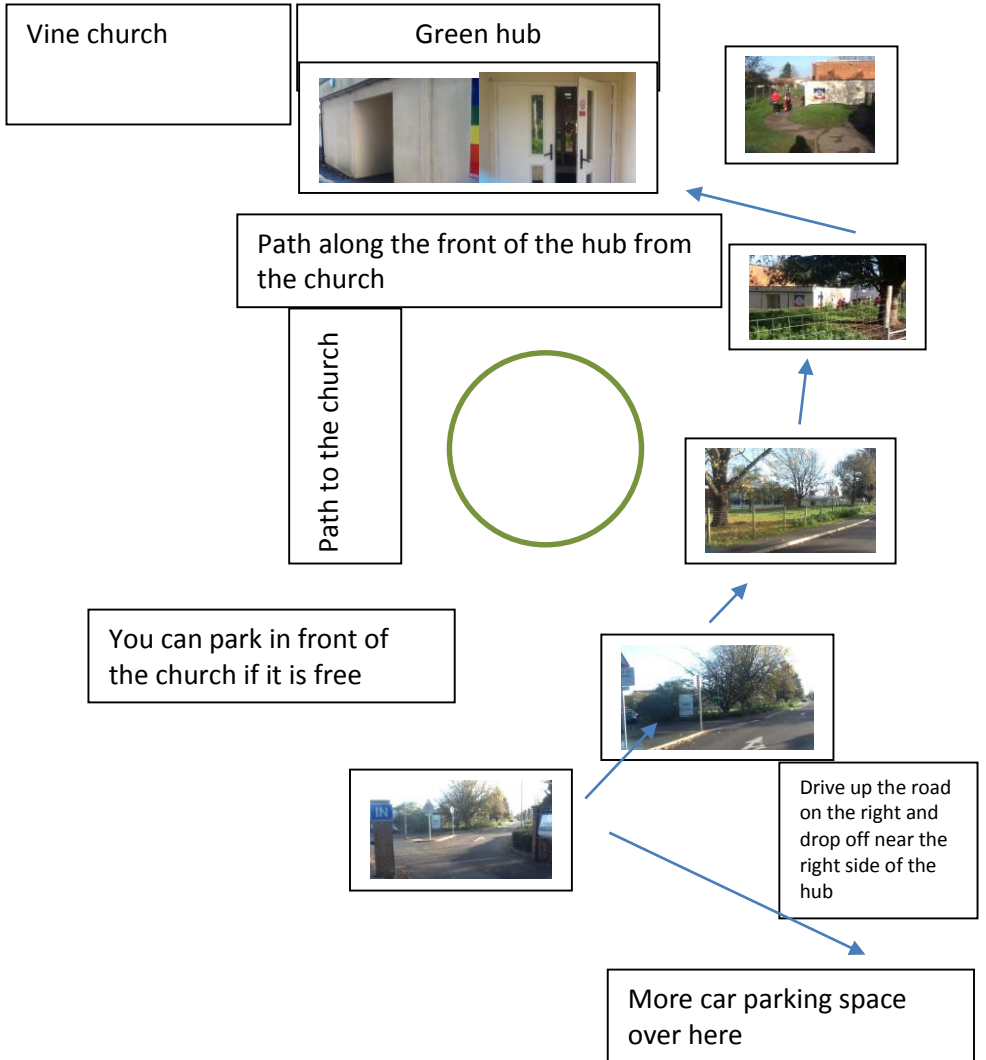 Vine church
Green hub
Path along the front of the hub from
the church
Path to the church
You can park in front of
the church if it is free
IN
Drive up the road
on the right and
drop off near the
right side of the
hub
More car parking space
over here